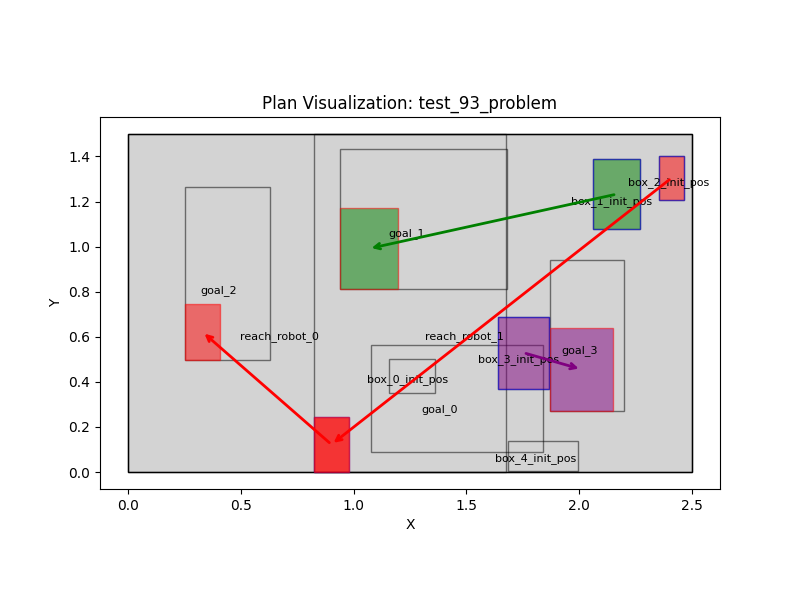 Plan Visualization: test_93_problem
Y
1.4
1.2
1.0
0.8
0.6
0.4
0.2
0.0
box_2_init_pos
box_1_init_pos
goal_1
goal_2
reach_robot_0
reach_robot_1
goal_3
box_3_init_pos
box_0_init_pos
goal_0
box_4_init_pos
0.0 0.5 1.0 1.5 2.0 2.5
X